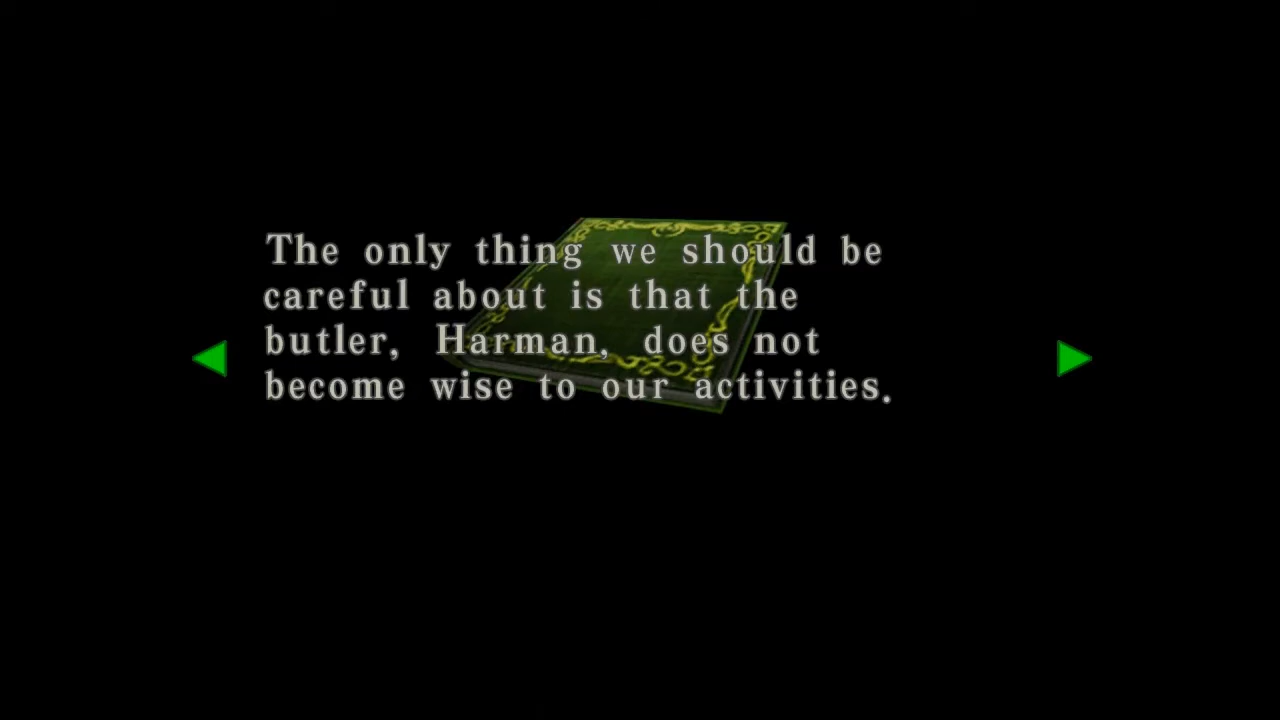 The only thing we should be
careful about is that the
butler, Harman, does not
become wise to our activities.